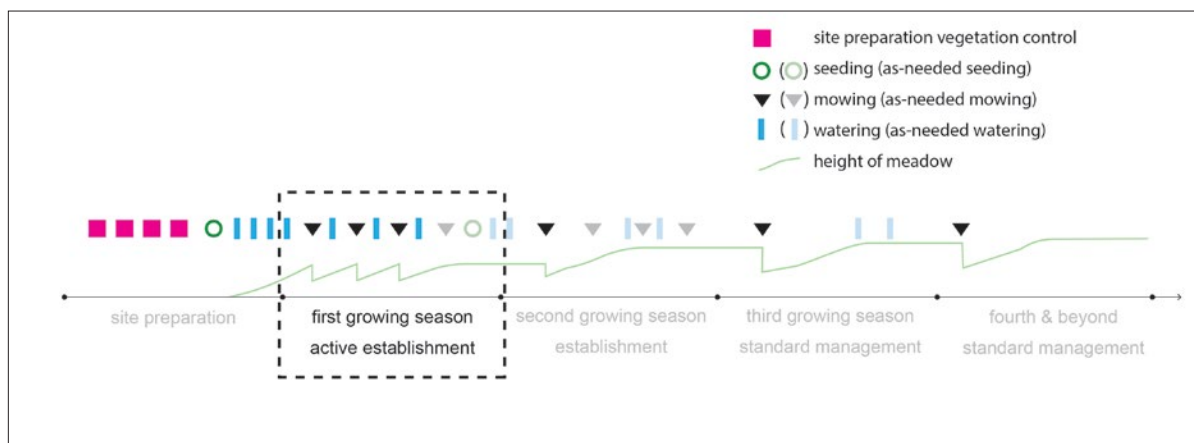 site preparation vegetation control
( ) seeding (as-needed seeding)
( ) mowing (as-needed mowing)
( ) watering (as-needed watering)
height of meadow
site preparation
first growing season
active establishment
second growing season
establishment
third growing season
standard management
fourth & beyond
standard management